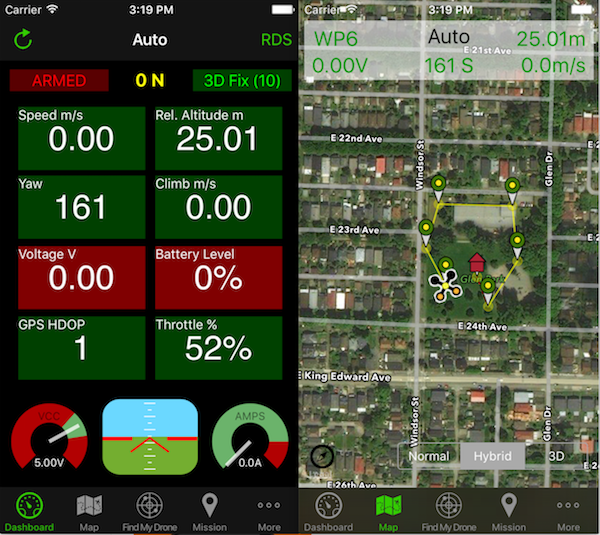 Carrier 3:19 PM
Auto RDS
ARMED 0 N 3D Fix (10)
Speed m/s Rel. Altitude m
0.00 25.01
Yaw Climb m/s
161 0.00
Voltage V Battery Level
0.00 0%
GPS HDOP Throttle %
1 52%
VCC AMPS
5.00V 0.0A
Dashboard Map Find My Drone Mission More
Carrier 3:19 PM
WP6 Auto 25.01m
E 21st Ave
0.00V 161 S 0.0m/s
E 22nd Ave
Windsor St
Glen Dr
E 23rd Ave
E 24th Ave
E King Edward Ave
Windsor St
Glen Dr
Normal Hybrid 3D
E 26th Ave
Dashboard Map Find My Drone Mission More